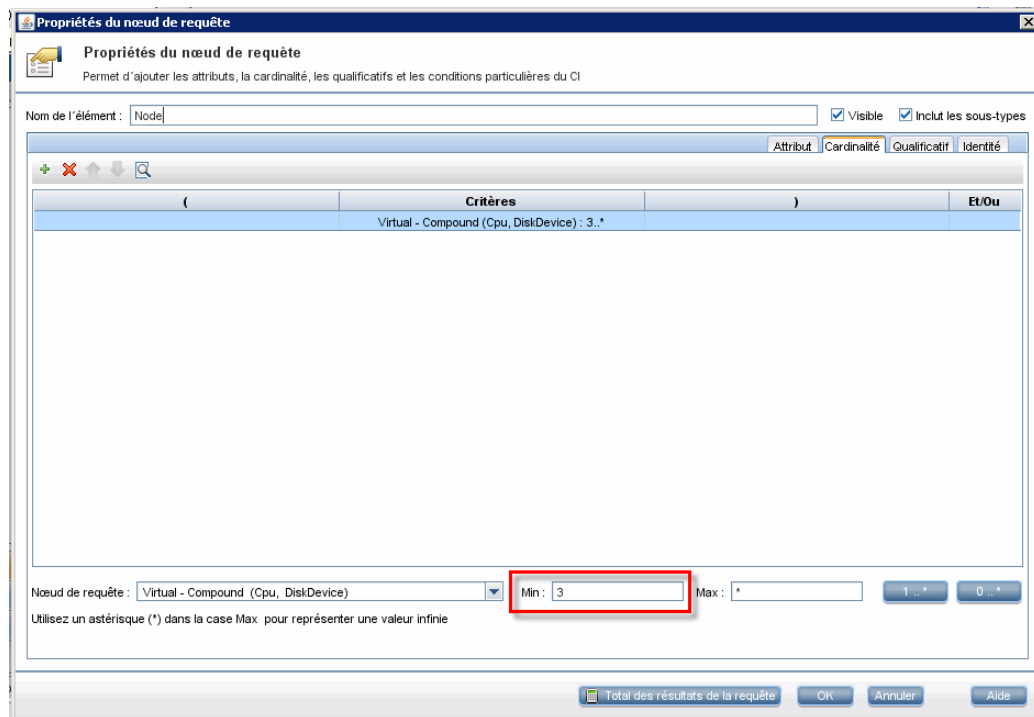 Propriétés du nœud de requête
Propriétés du nœud de requête
Permet d´ajouter les attributs, la cardinalité, les qualificatifs et les conditions particulières du CI
Nom de l´élément : Node Visible Inclut les sous-types
Attribut Cardinalité Qualificatif Identité
( Critères ) Et/Ou
Virtual - Compound (Cpu, DiskDevice) : 3..*
Nœud de requête : Virtual - Compound (Cpu, DiskDevice) Min : 3 Max : * 1 ..* 0 ..*
Utilisez un astérisque (*) dans la case Max pour représenter une valeur infinie
Total des résultats de la requête OK Annuler Aide